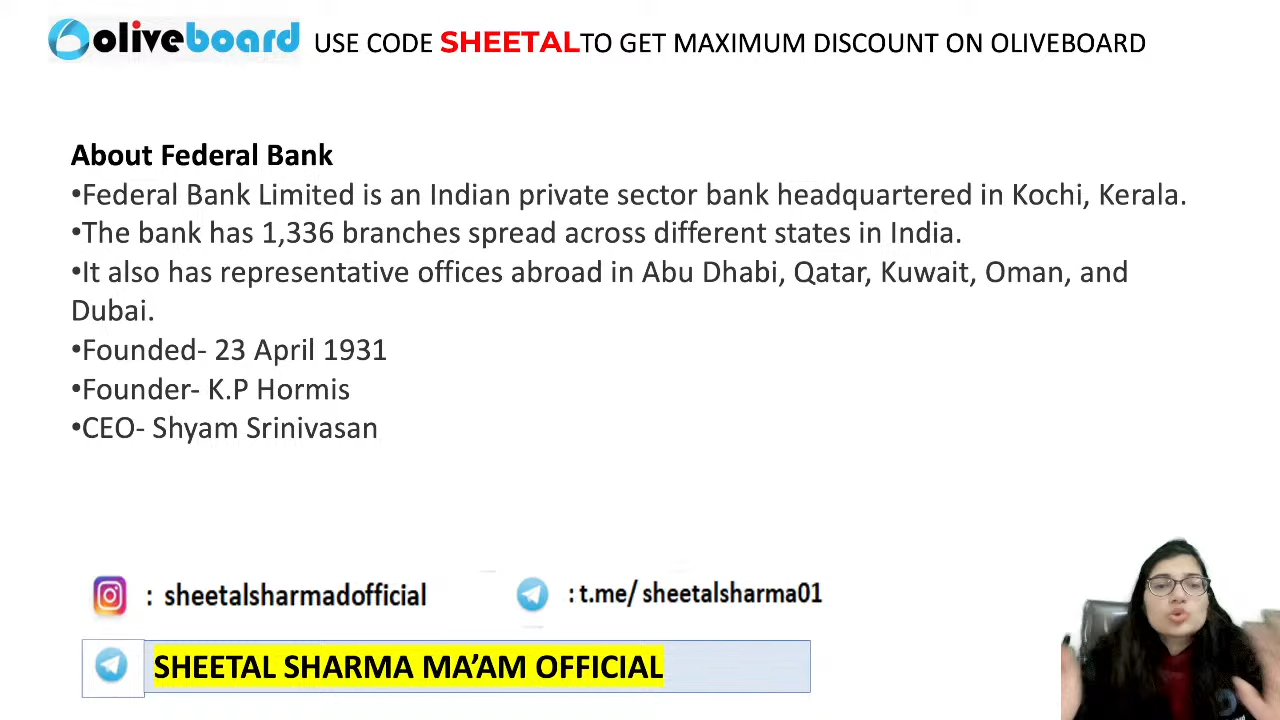 oliveboard USE CODE SHEETAL TO GET MAXIMUM DISCOUNT ON OLIVEBOARD
About Federal Bank
•Federal Bank Limited is an Indian private sector bank headquartered in Kochi, Kerala.
•The bank has 1,336 branches spread across different states in India.
•It also has representative offices abroad in Abu Dhabi, Qatar, Kuwait, Oman, and
Dubai.
•Founded- 23 April 1931
•Founder- K.P Hormis
•CEO- Shyam Srinivasan
: sheetalsharmadofficial : t.me/ sheetalsharma01
SHEETAL SHARMA MA’AM OFFICIAL